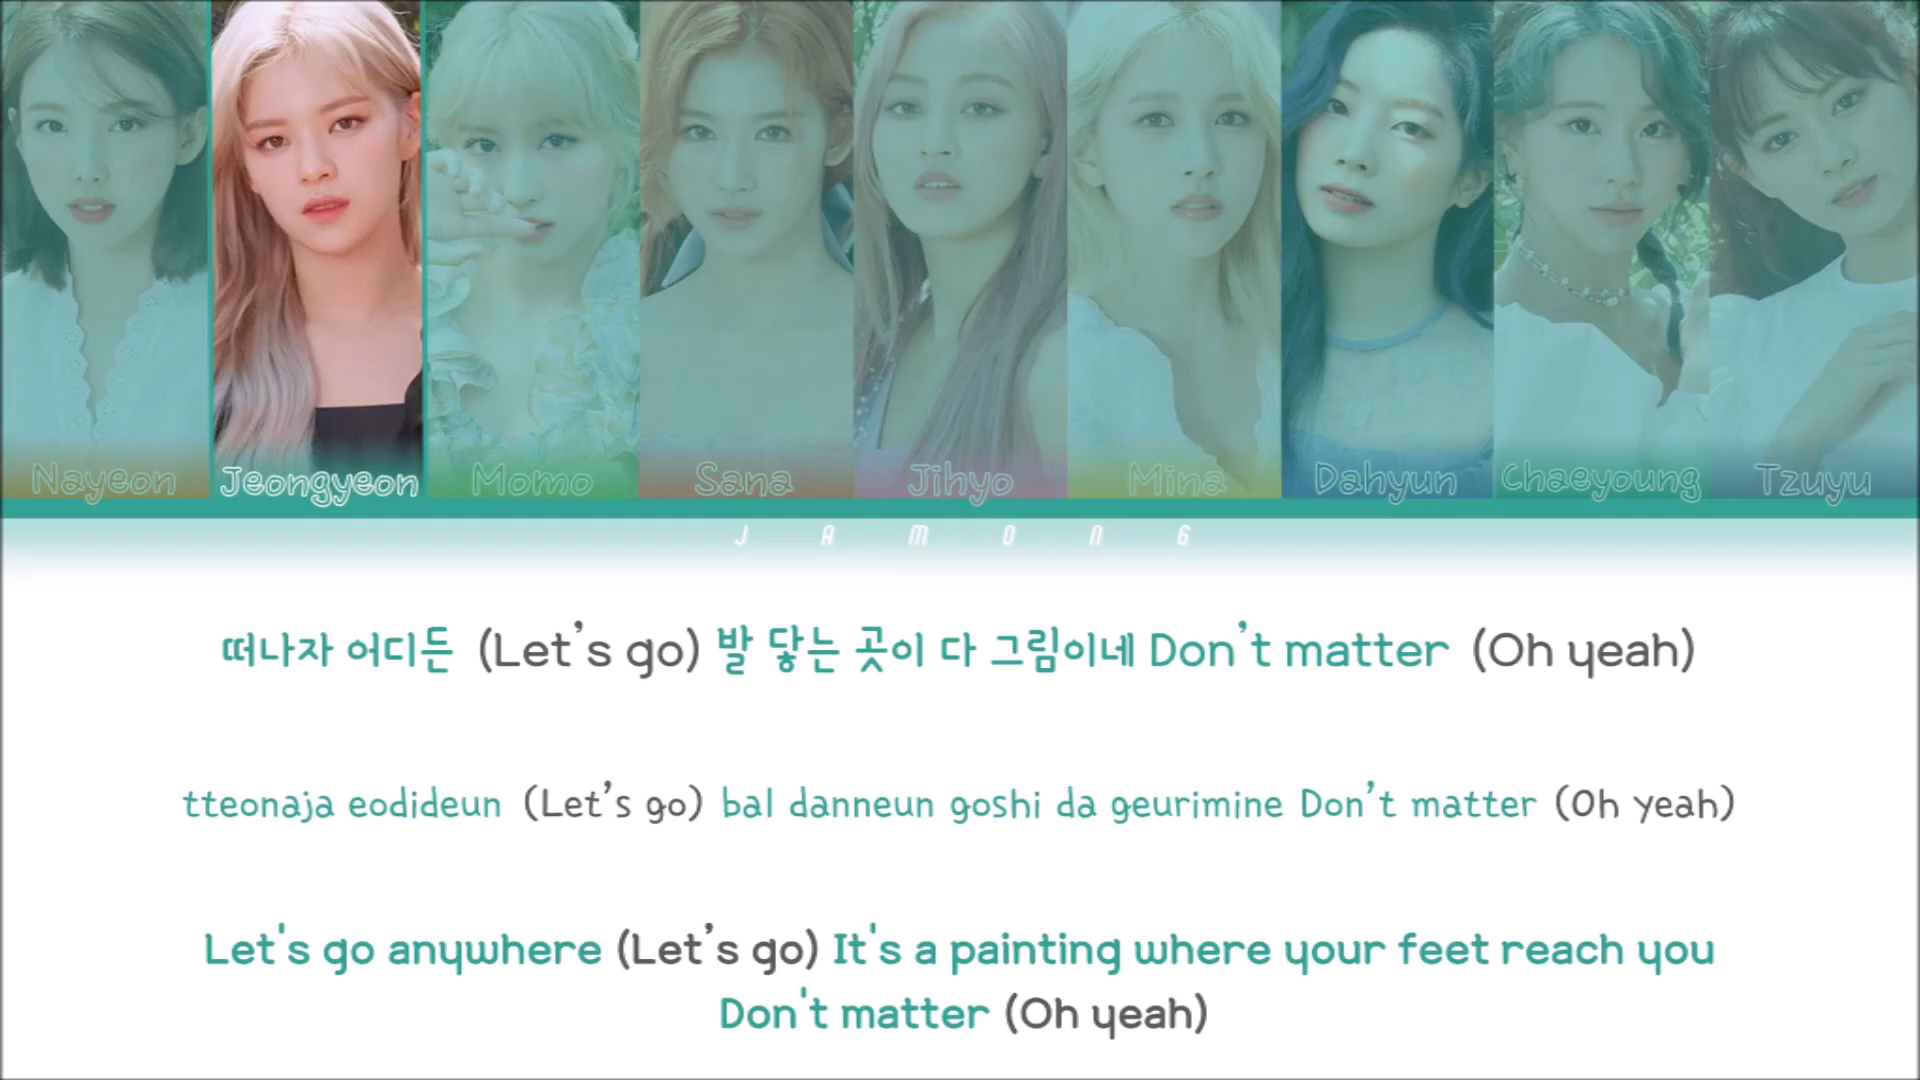 Nayeon Jeongyeon Momo Sana Jihyo Mina Dahyun Chaeyoung Tzuyu
J A M O N G
떠나자 어디든 (Let’s go) 발 닿는 곳이 다 그림이네 Don’t matter (Oh yeah)
tteonaja eodideun (Let’s go) bal danneun goshi da geurimine Don’t matter (Oh yeah)
Let's go anywhere (Let’s go) It's a painting where your feet reach you
Don't matter (Oh yeah)